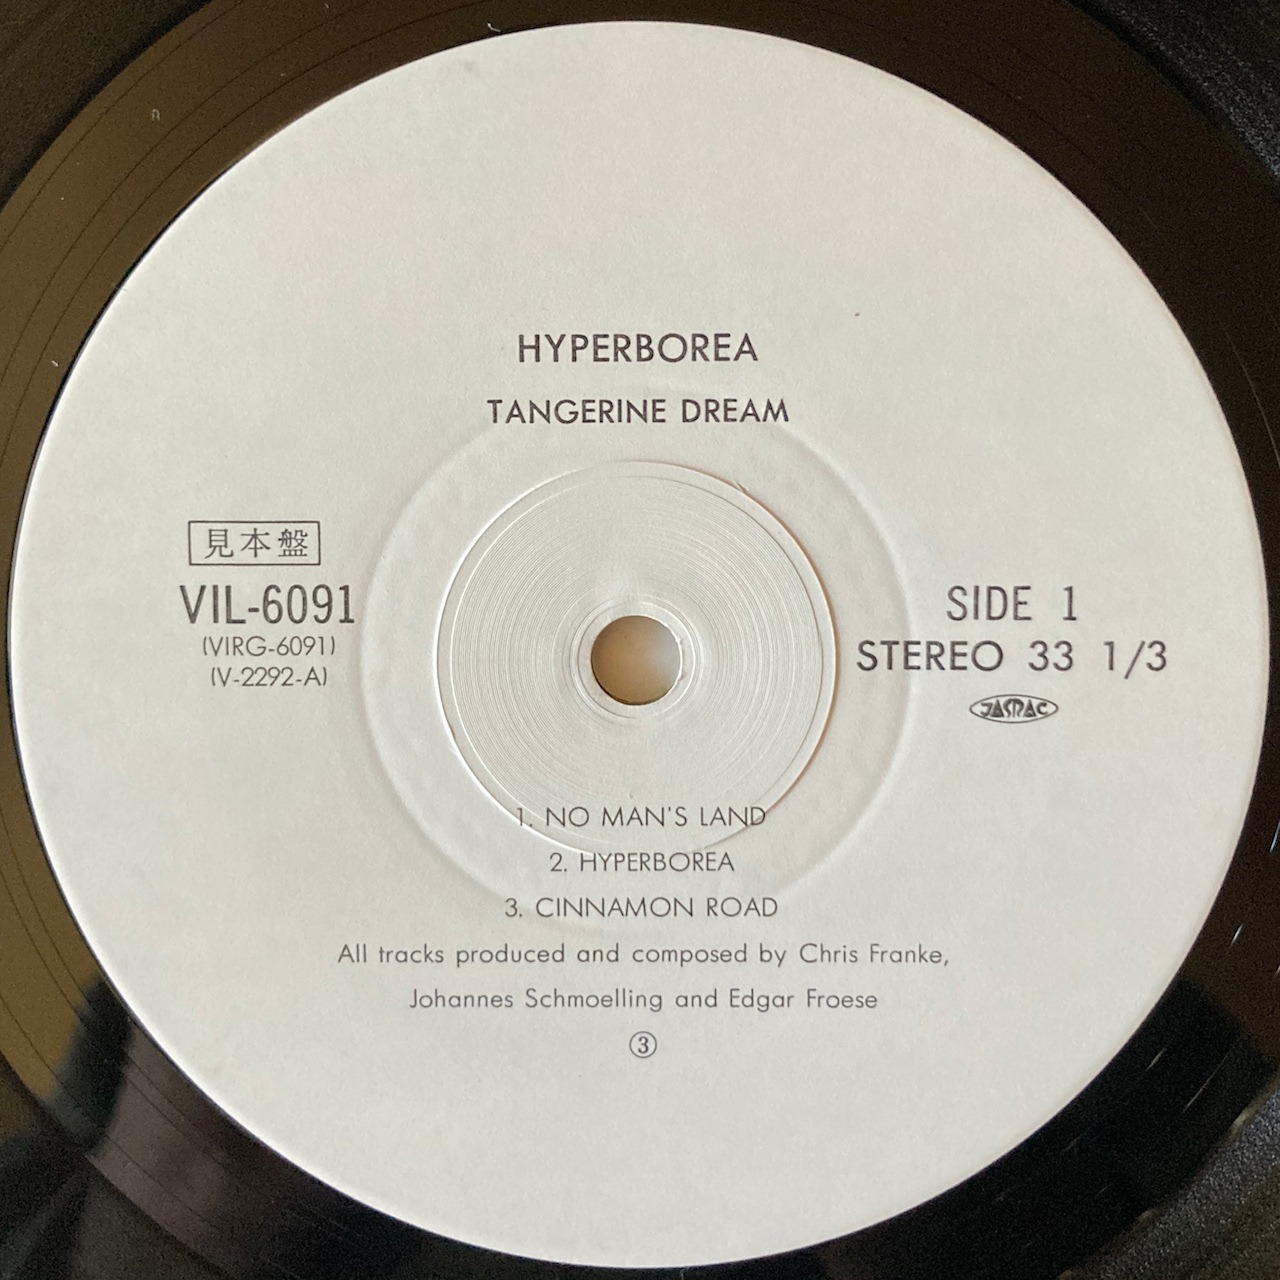 HYPERBOREA
TANGERINE DREAM
見本盤
VIL-6091
(VIRG-6091)
(V-2292-A)
SIDE 1
STEREO 33 1/3
JASRAC
1. NO MAN'S LAND
2. HYPERBOREA
3. CINNAMON ROAD
All tracks produced and composed by Chris Franke,
Johannes Schmoelling and Edgar Froese
③